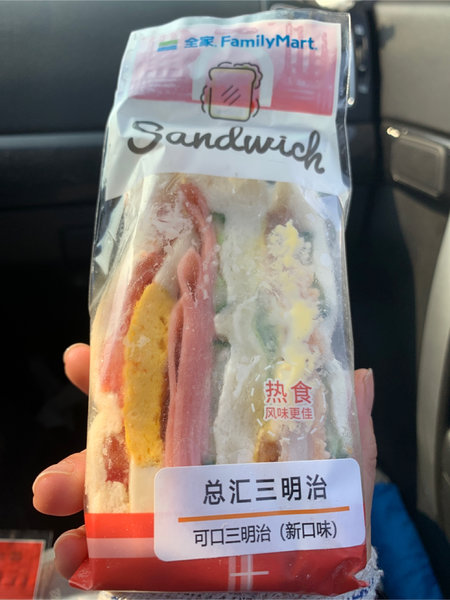 全家 FamilyMart
Sandwich
热食
风味更佳
总汇三明治
可口三明治（新口味）